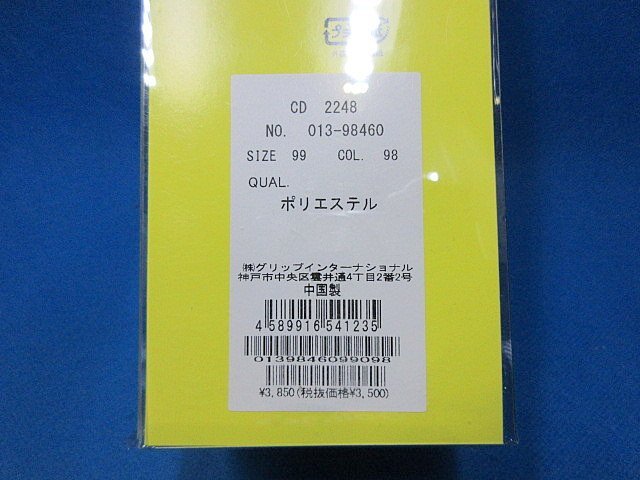 プラ
CD 2248
NO. 013-98460
SIZE 99 COL. 98
QUAL.
ポリエステル
㈱グリップインターナショナル
神戸市中央区雲井通4丁目2番2号
中国製
4 589916 541235
0139846099098
¥3,850(税抜価格¥3,500)